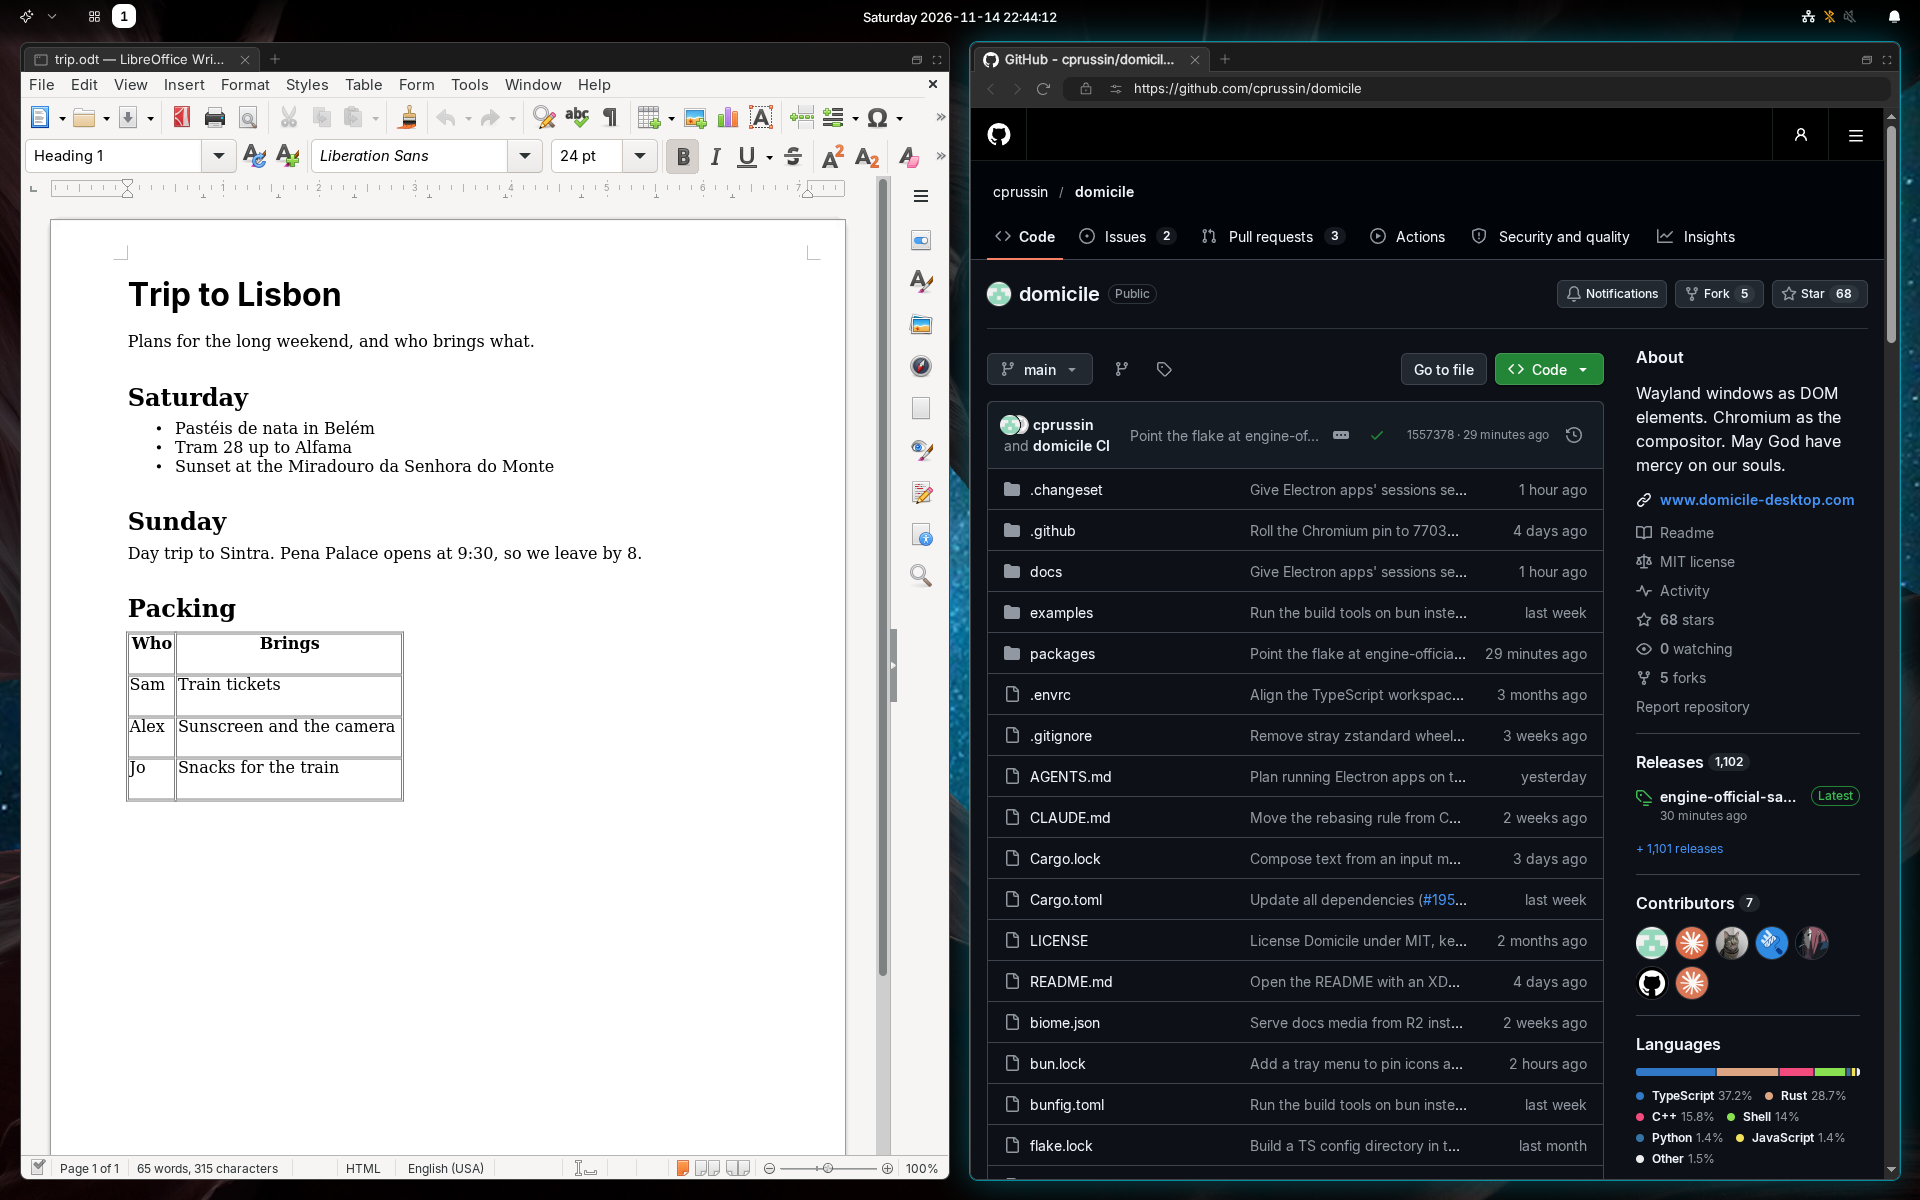 1
Saturday 2026-11-14 22:44:12
trip.odt — LibreOffice Wri...
File Edit View Insert Format Styles Table Form Tools Window Help
Heading 1
Liberation Sans
24 pt
B I U S A2 A2 A
1 2 3 4 5 6 7
Trip to Lisbon
Plans for the long weekend, and who brings what.
Saturday
• Pastéis de nata in Belém
• Tram 28 up to Alfama
• Sunset at the Miradouro da Senhora do Monte
Sunday
Day trip to Sintra. Pena Palace opens at 9:30, so we leave by 8.
Packing
Who Brings
Sam Train tickets
Alex Sunscreen and the camera
Jo Snacks for the train
Page 1 of 1 65 words, 315 characters HTML English (USA) 100%
GitHub - cprussin/domicil...
https://github.com/cprussin/domicile
cprussin / domicile
Code Issues 2 Pull requests 3 Actions Security and quality Insights
domicile Public
Notifications Fork 5 Star 68
main
Go to file Code
cprussin
and domicile CI
Point the flake at engine-of... 1557378 · 29 minutes ago
.changeset Give Electron apps' sessions se... 1 hour ago
.github Roll the Chromium pin to 7703... 4 days ago
docs Give Electron apps' sessions se... 1 hour ago
examples Run the build tools on bun inste... last week
packages Point the flake at engine-officia... 29 minutes ago
.envrc Align the TypeScript workspac... 3 months ago
.gitignore Remove stray zstandard wheel... 3 weeks ago
AGENTS.md Plan running Electron apps on t... yesterday
CLAUDE.md Move the rebasing rule from C... 2 weeks ago
Cargo.lock Compose text from an input m... 3 days ago
Cargo.toml Update all dependencies (#195... last week
LICENSE License Domicile under MIT, ke... 2 months ago
README.md Open the README with an XD... 4 days ago
biome.json Serve docs media from R2 inst... 2 weeks ago
bun.lock Add a tray menu to pin icons a... 2 hours ago
bunfig.toml Run the build tools on bun inste... last week
flake.lock Build a TS config directory in t... last month
About
Wayland windows as DOM
elements. Chromium as the
compositor. May God have
mercy on our souls.
www.domicile-desktop.com
Readme
MIT license
Activity
68 stars
0 watching
5 forks
Report repository
Releases 1,102
engine-official-sa... Latest
30 minutes ago
+ 1,101 releases
Contributors 7
Languages
TypeScript 37.2% Rust 28.7%
C++ 15.8% Shell 14%
Python 1.4% JavaScript 1.4%
Other 1.5%